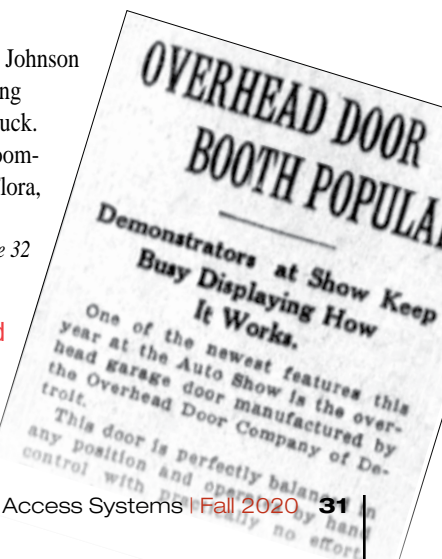 Johnson
ng
uck.
oom-
lora,
e 32
d
OVERHEAD DOOR
BOOTH POPULA
Demonstrators at Show Keep
Busy Displaying How
It Works.
One of the newest features this
year at the Auto Show is the over-
head garage door manufactured by
the Overhead Door Company of De-
troit.
This door is perfectly balanced in
any position and operated by hand
control with practically no effort
Access Systems | Fall 2020 31